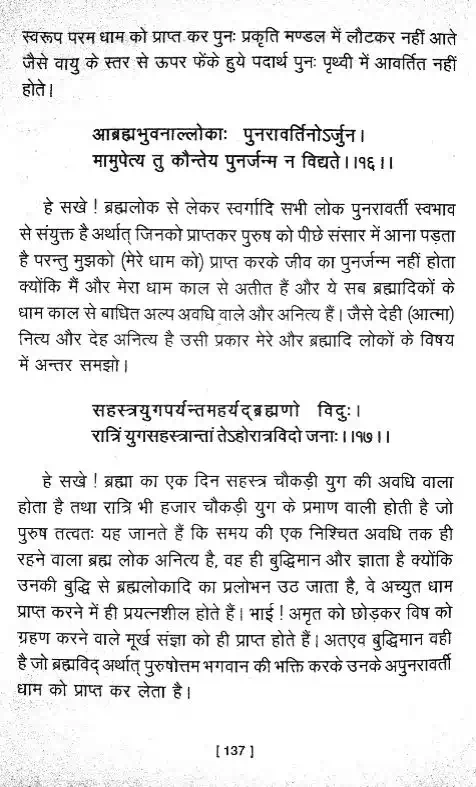 स्वरूप परम धाम को प्राप्त कर पुनः प्रकृति मण्डल में लौटकर नहीं आते
जैसे वायु के स्तर से ऊपर फेंके हुये पदार्थ पुनः पृथ्वी में आवर्तित नहीं
होते।
आब्रह्मभुवनाल्लोकाः पुनरावर्तिनोऽर्जुन।
मामुपेत्य तु कौन्तेय पुनर्जन्म न विद्यते।।१६।।
हे सखे ! ब्रह्मलोक से लेकर स्वर्गादि सभी लोक पुनरावर्ती स्वभाव
से संयुक्त है अर्थात् जिनको प्राप्तकर पुरुष को पीछे संसार में आना पड़ता
है परन्तु मुझको (मेरे धाम को) प्राप्त करके जीव का पुनर्जन्म नहीं होता
क्योंकि मैं और मेरा धाम काल से अतीत हैं और ये सब ब्रह्मादिकों के
धाम काल से बाधित अल्प अवधि वाले और अनित्य हैं। जैसे देही (आत्मा)
नित्य और देह अनित्य है उसी प्रकार मेरे और ब्रह्मादि लोकों के विषय
में अन्तर समझो।
सहस्त्रयुगपर्यन्तमहर्यद्ब्रह्मणो विदुः।
रात्रिं युगसहस्त्रान्तां तेऽहोरात्रविदो जनाः।।१७।।
हे सखे ! ब्रह्मा का एक दिन सहस्त्र चौकड़ी युग की अवधि वाला
होता है तथा रात्रि भी हजार चौकड़ी युग के प्रमाण वाली होती है जो
पुरुष तत्वतः यह जानते हैं कि समय की एक निश्चित अवधि तक ही
रहने वाला ब्रह्म लोक अनित्य है, वह ही बुद्धिमान और ज्ञाता है क्योंकि
उनकी बुद्धि से ब्रह्मलोकादि का प्रलोभन उठ जाता है, वे अच्युत धाम
प्राप्त करने में ही प्रयत्नशील होते हैं। भाई ! अमृत को छोड़कर विष को
ग्रहण करने वाले मूर्ख संज्ञा को ही प्राप्त होते हैं। अतएव बुद्धिमान वही
है जो ब्रह्मविद् अर्थात् पुरुषोत्तम भगवान की भक्ति करके उनके अपुनरावर्ती
धाम को प्राप्त कर लेता है।
[ 137 ]